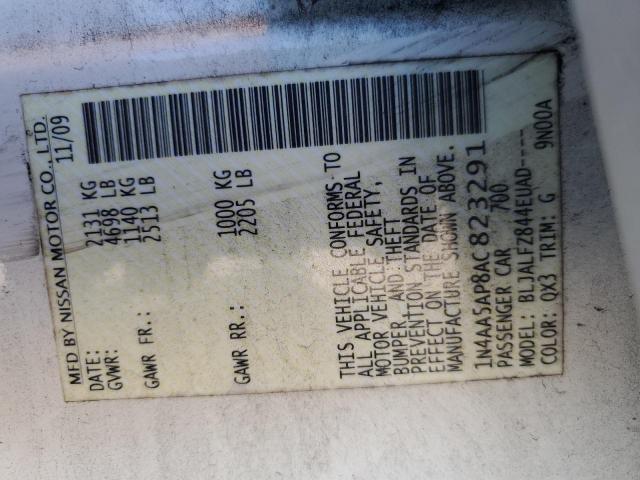 MFD BY NISSAN MOTOR CO., LTD.
DATE: 11/09
GVWR: 2131 KG
4698 LB
GAWR FR.: 1140 KG
2513 LB
GAWR RR.: 1000 KG
2205 LB
THIS VEHICLE CONFORMS TO
ALL APPLICABLE FEDERAL
MOTOR VEHICLE SAFETY,
BUMPER AND THEFT
PREVENTION STANDARDS IN
EFFECT ON THE DATE OF
MANUFACTURE SHOWN ABOVE.
1N4AA5AP8AC823291
PASSENGER CAR 700
MODEL: BLJALFZ844EUAD----
COLOR: QX3 TRIM: G 9N00A